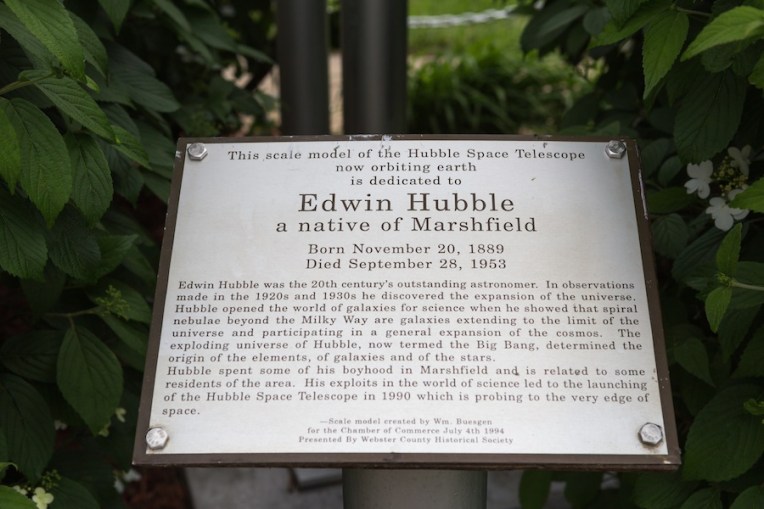 This scale model of the Hubble Space Telescope
now orbiting earth
is dedicated to
Edwin Hubble
a native of Marshfield
Born November 20, 1889
Died September 28, 1953
Edwin Hubble was the 20th century's outstanding astronomer. In observations
made in the 1920s and 1930s he discovered the expansion of the universe.
Hubble opened the world of galaxies for science when he showed that spiral
nebulae beyond the Milky Way are galaxies extending to the limit of the
universe and participating in a general expansion of the cosmos. The
exploding universe of Hubble, now termed the Big Bang, determined the
origin of the elements, of galaxies and of the stars.
Hubble spent some of his boyhood in Marshfield and is related to some
residents of the area. His exploits in the world of science led to the launching
of the Hubble Space Telescope in 1990 which is probing to the very edge of
space.
—Scale model created by Wm. Buesgen
for the Chamber of Commerce July 4th 1994
Presented By Webster County Historical Society